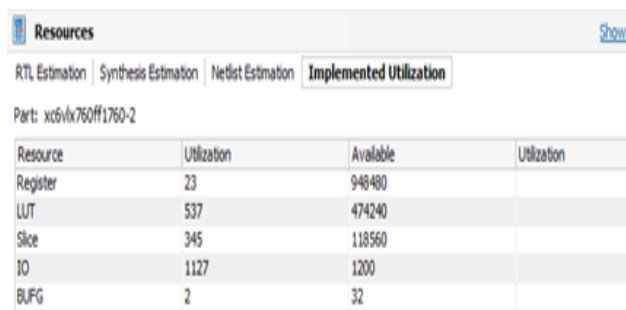 Resources Show
RTL Estimation Synthesis Estimation Netlist Estimation Implemented Utilization
Part: xc6vlx760ff1760-2
Resource Utilization Available Utilization
Register 23 948480
LUT 537 474240
Slice 345 118560
IO 1127 1200
BUFG 2 32